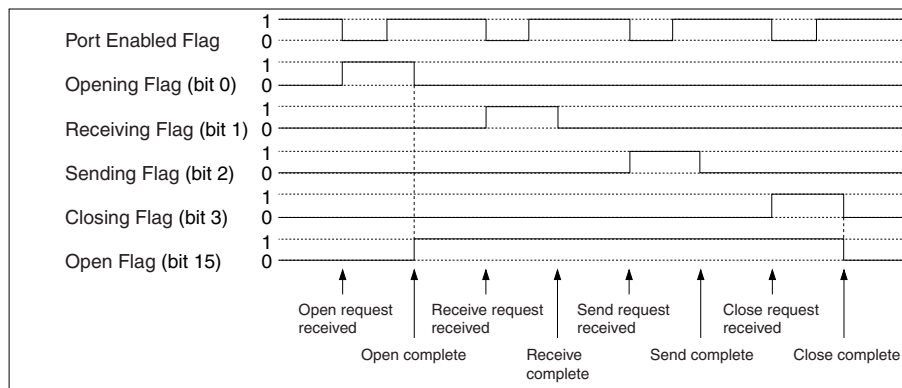 Port Enabled Flag
1
0
Opening Flag (bit 0)
1
0
Receiving Flag (bit 1)
1
0
Sending Flag (bit 2)
1
0
Closing Flag (bit 3)
1
0
Open Flag (bit 15)
1
0
Open request
received
Receive request
received
Send request
received
Close request
received
Open complete
Receive
complete
Send complete
Close complete